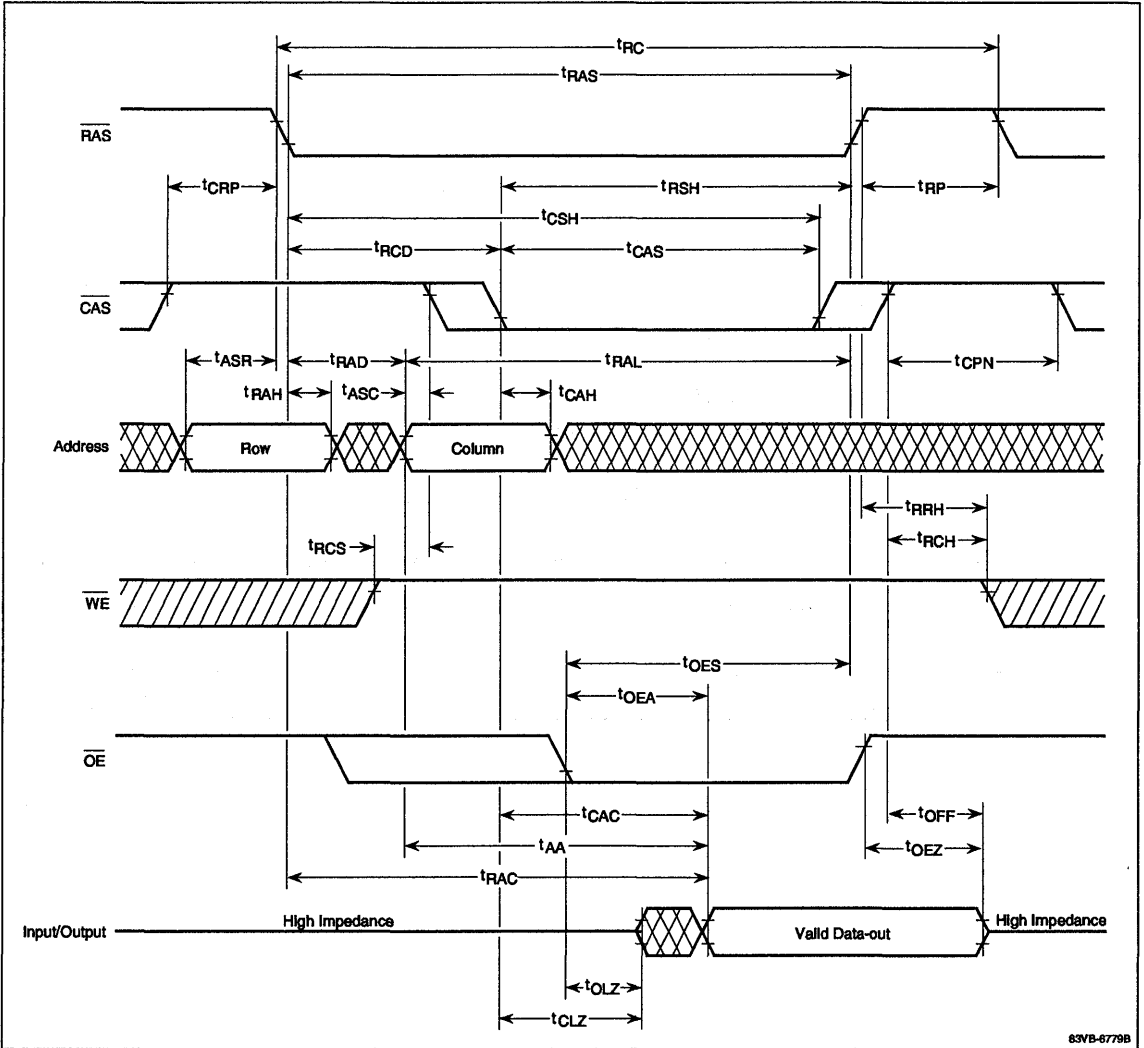 tRC
tRAS
RAS
tCRP
tRSH
tRP
tCSH
tRCD
tCAS
CAS
tASR
tRAD
tRAL
tCPN
tRAH
tASC
tCAH
Address
Row
Column
tRRH
tRCS
tRCH
WE
tOES
tOEA
OE
tCAC
tOFF
tAA
tOEZ
tRAC
High Impedance
High Impedance
Input/Output
Valid Data-out
tOLZ
tCLZ
83VB-6779B